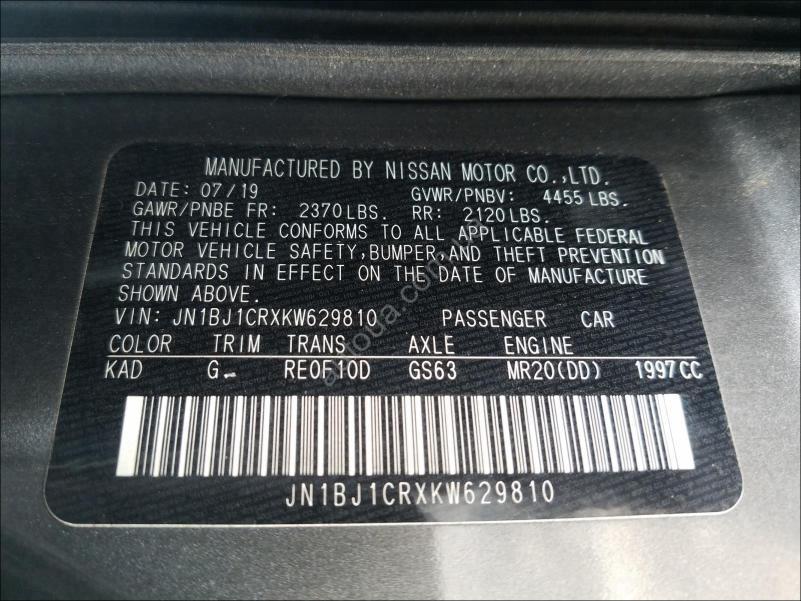 MANUFACTURED BY NISSAN MOTOR CO.,LTD.
DATE: 07/19 GVWR/PNBV: 4455 LBS.
GAWR/PNBE FR: 2370 LBS. RR: 2120 LBS.
THIS VEHICLE CONFORMS TO ALL APPLICABLE FEDERAL
MOTOR VEHICLE SAFETY, BUMPER, AND THEFT PREVENTION
STANDARDS IN EFFECT ON THE DATE OF MANUFACTURE
SHOWN ABOVE.
VIN: JN1BJ1CRXKW629810 PASSENGER CAR
COLOR TRIM TRANS AXLE ENGINE
KAD G- RE0F10D GS63 MR20(DD) 1997CC
JN1BJ1CRXKW629810